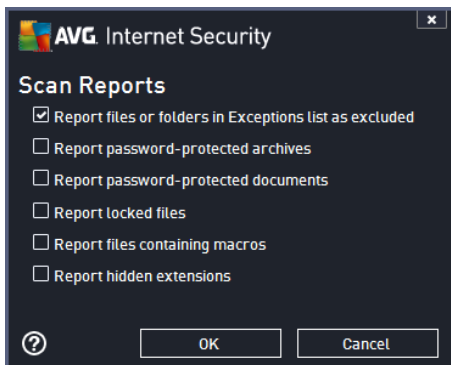 AVG. Internet Security
Scan Reports
Report files or folders in Exceptions list as excluded
Report password-protected archives
Report password-protected documents
Report locked files
Report files containing macros
Report hidden extensions
? OK Cancel